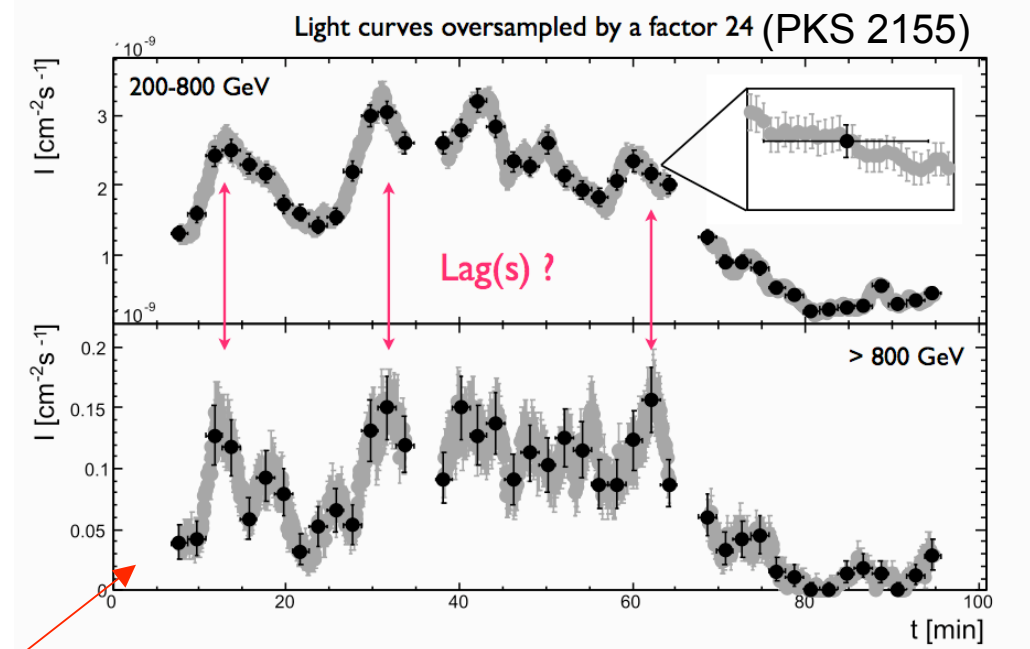 Light curves oversampled by a factor 24 (PKS 2155)
·10⁻⁹
200-800 GeV
I [cm⁻²s ⁻¹]
3
2
1
Lag(s) ?
10⁻⁹
> 800 GeV
I [cm⁻²s ⁻¹]
0.2
0.15
0.1
0.05
0
0 20 40 60 80 100
t [min]